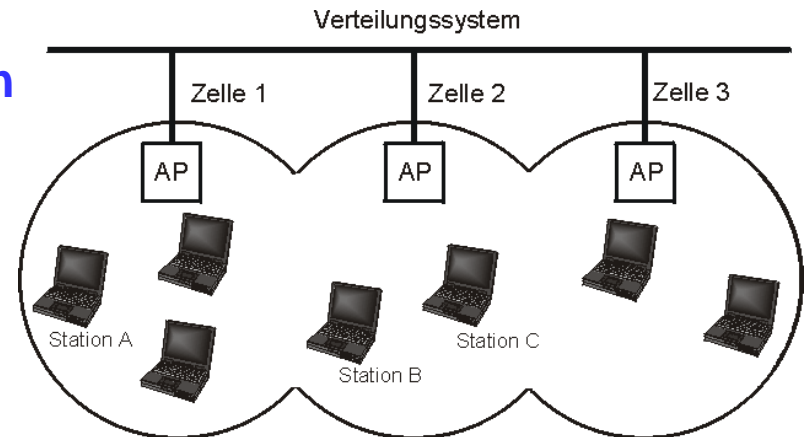 Verteilungssystem
n
Zelle 1
Zelle 2
Zelle 3
AP
AP
AP
Station A
Station C
Station B